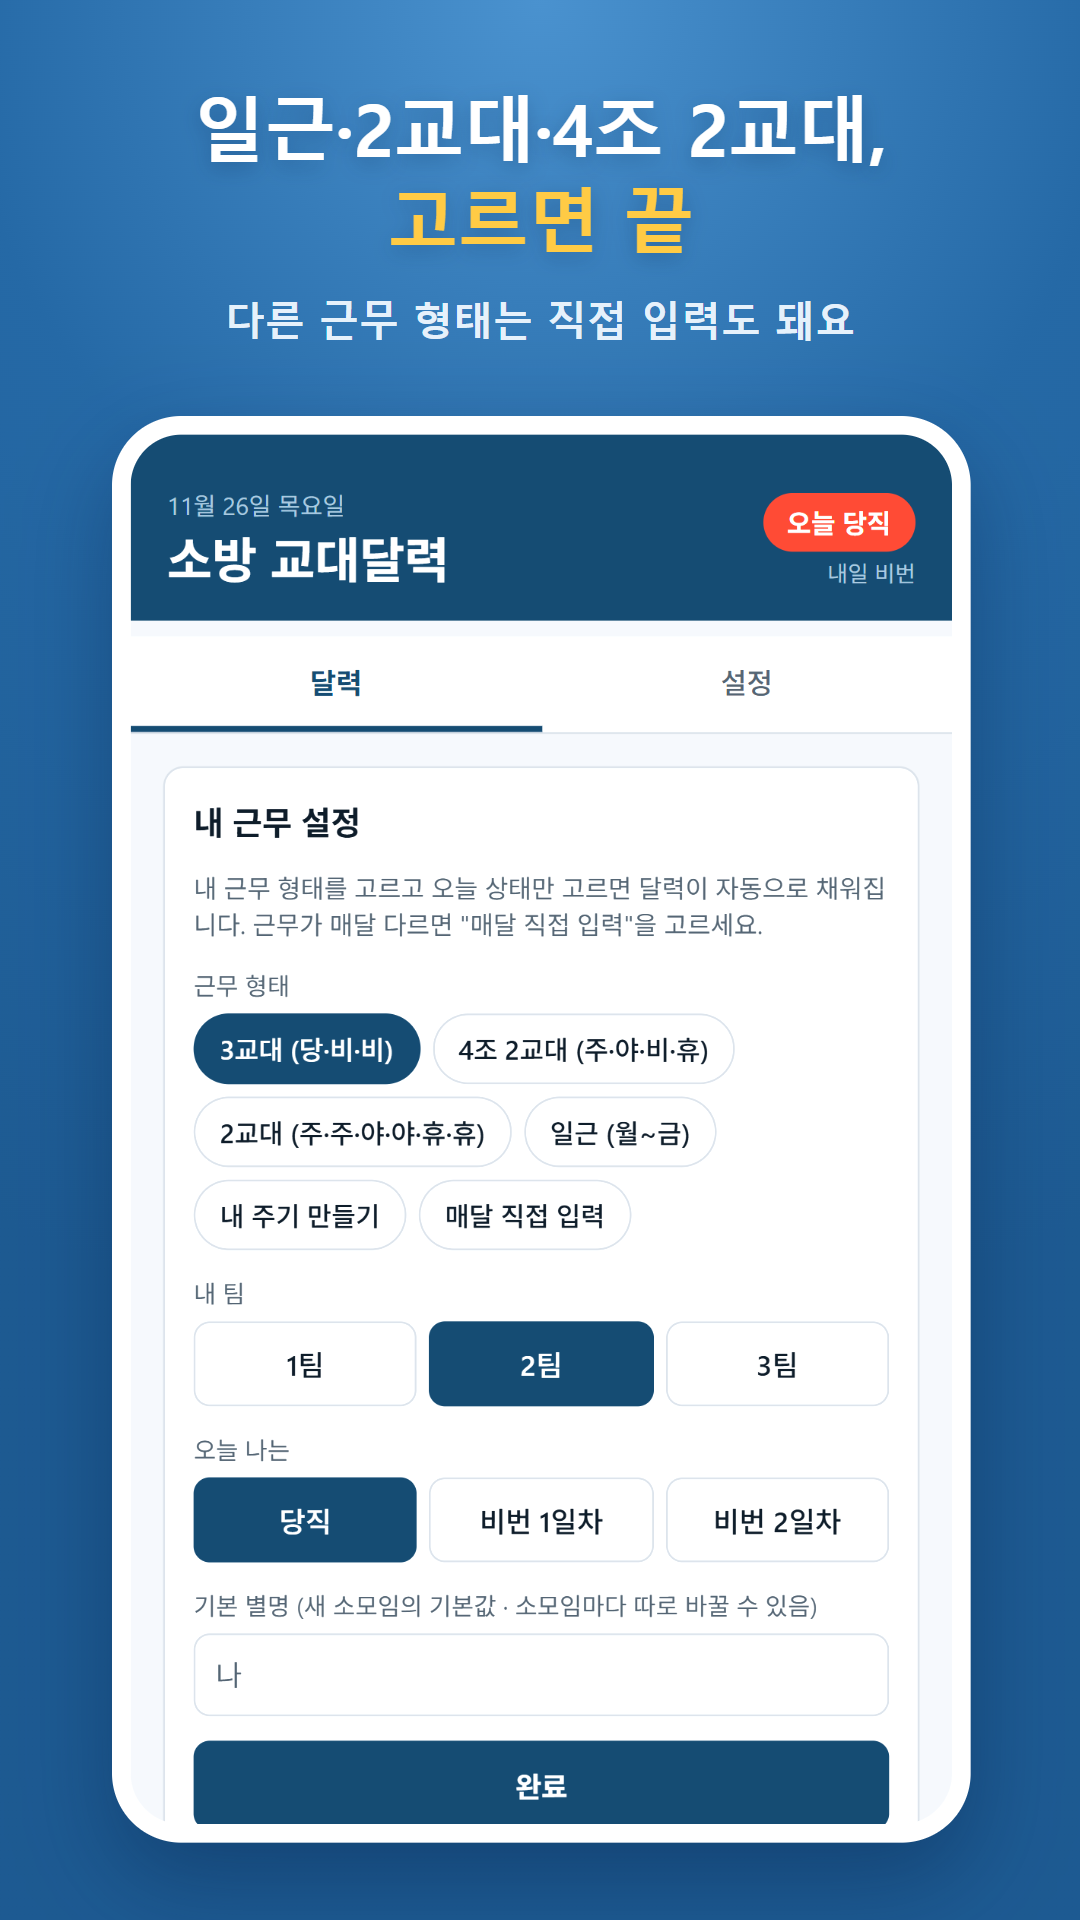 일근·2교대·4조 2교대,
고르면 끝
다른 근무 형태는 직접 입력도 돼요
11월 26일 목요일
소방 교대달력
오늘 당직
내일 비번
달력
설정
내 근무 설정
내 근무 형태를 고르고 오늘 상태만 고르면 달력이 자동으로 채워집
니다. 근무가 매달 다르면 "매달 직접 입력"을 고르세요.
근무 형태
3교대 (당·비·비)
4조 2교대 (주·야·비·휴)
2교대 (주·주·야·야·휴·휴)
일근 (월~금)
내 주기 만들기
매달 직접 입력
내 팀
1팀
2팀
3팀
오늘 나는
당직
비번 1일차
비번 2일차
기본 별명 (새 소모임의 기본값 · 소모임마다 따로 바꿀 수 있음)
나
완료